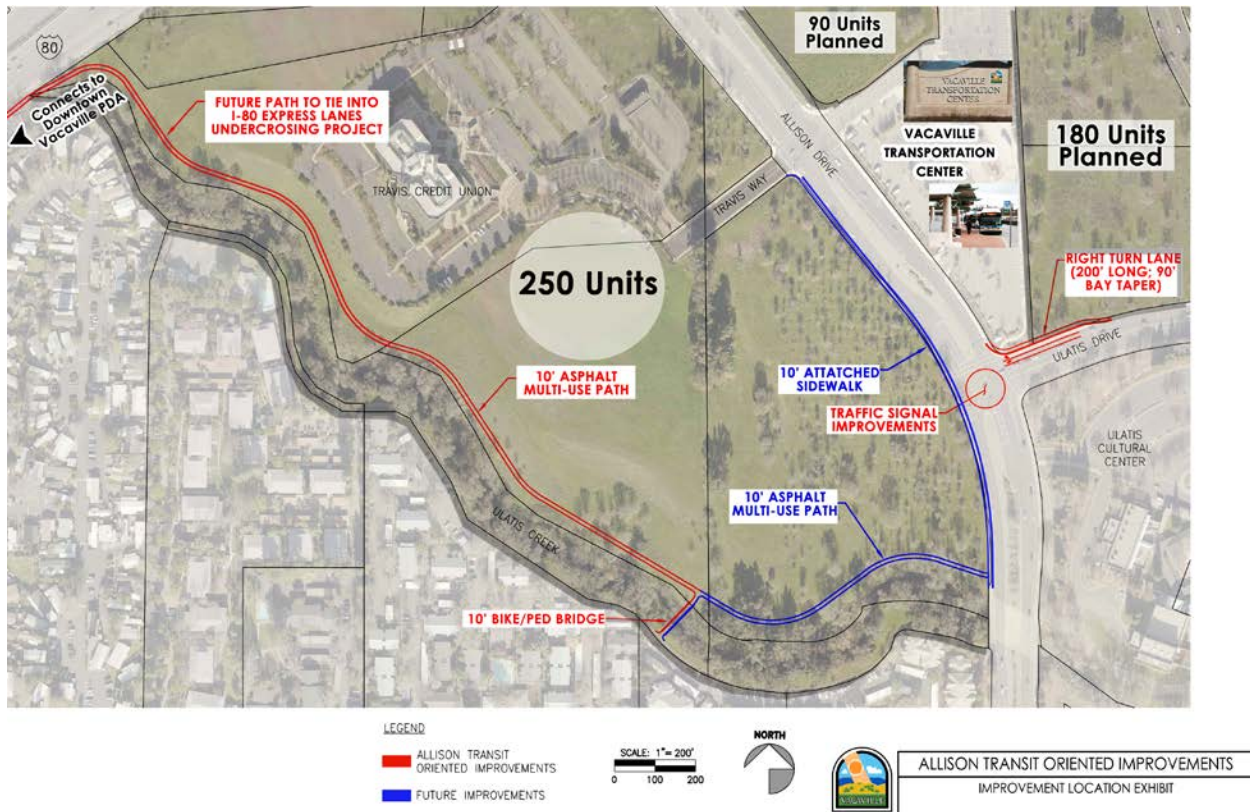 80
Connects to
Downtown
Vacaville PDA
FUTURE PATH TO TIE INTO
I-80 EXPRESS LANES
UNDERCROSING PROJECT
TRAVIS CREDIT UNION
90 Units
Planned
ALLISON DRIVE
VACAVILLE
TRANSPORTATION
CENTER
VACAVILLE
TRANSPORTATION
CENTER
180 Units
Planned
TRAVIS WAY
250 Units
RIGHT TURN LANE
(200' LONG; 90'
BAY TAPER)
ULATIS DRIVE
10' ASPHALT
MULTI-USE PATH
10' ATTATCHED
SIDEWALK
TRAFFIC SIGNAL
IMPROVEMENTS
ULATIS
CULTURAL
CENTER
ULATIS CREEK
10' ASPHALT
MULTI-USE PATH
10' BIKE/PED BRIDGE
LEGEND
ALLISON TRANSIT
ORIENTED IMPROVEMENTS
FUTURE IMPROVEMENTS
SCALE: 1"= 200'
0 100 200
NORTH
VACAVILLE
ALLISON TRANSIT ORIENTED IMPROVEMENTS
IMPROVEMENT LOCATION EXHIBIT